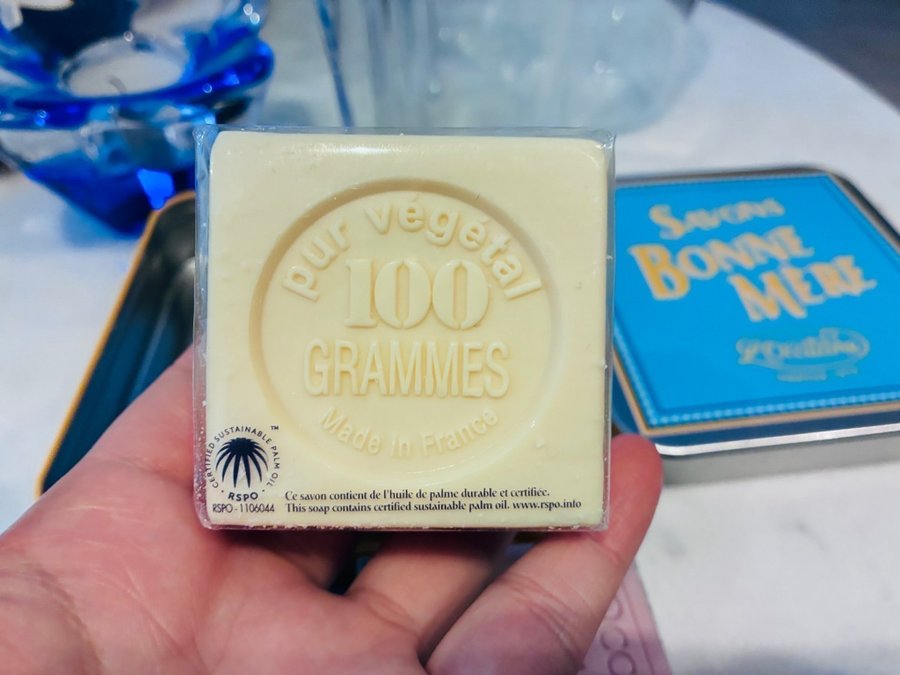 pur végétal
100
GRAMMES
Made in France
CERTIFIED SUSTAINABLE PALM OIL ™
RSPO
RSPO - 1106044
Ce savon contient de l'huile de palme durable et certifiée.
This soap contains certified sustainable palm oil. www.rspo.info
SAVONS
BONNE
MÈRE
L'Occitane